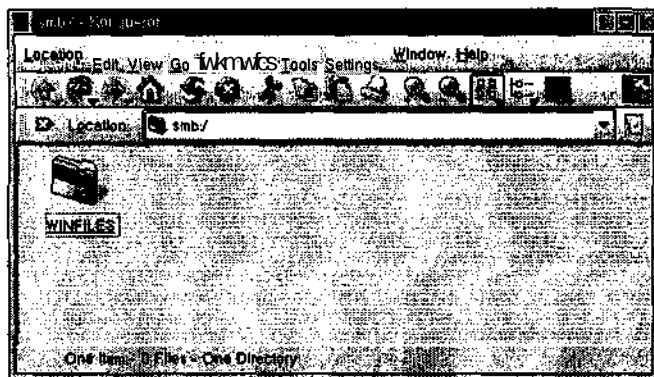 smb:/ - Konqueror
Location Edit View Go fwkmwfcs Tools Settings Window Help
Location smb:/
WINFILES
One Item - 0 Files - One Directory